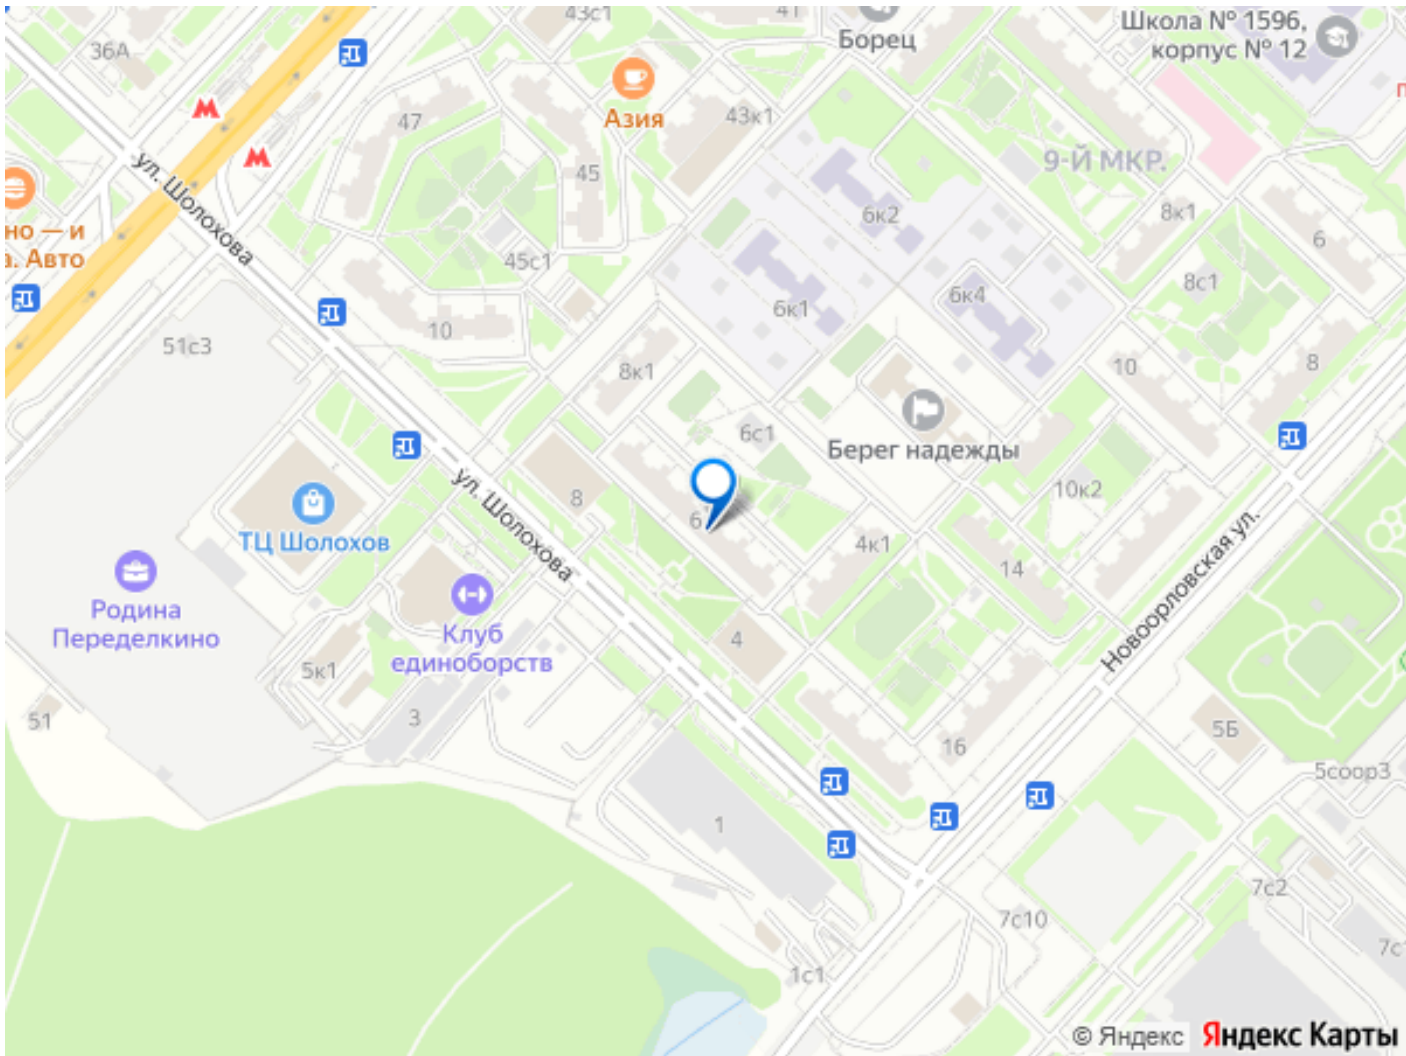 43с1
41
Школа № 1596,
корпус № 12
Борец
36А
Азия
47
43к1
9-Й МКР.
ул. Шолохова
45
но — и
а. Авто
6к2
8к1
6
45с1
8с1
6к4
6к1
51с3
10
8к1
10
8
6с1
Берег надежды
ул. Шолохова
8
10к2
6
ТЦ Шолохов
4к1
14
Новоорловская ул.
Родина
Переделкино
Клуб
единоборств
4
5к1
51
3
16
5Б
5соор3
1
7с2
7с10
1с1
© Яндекс
Яндекс Карты